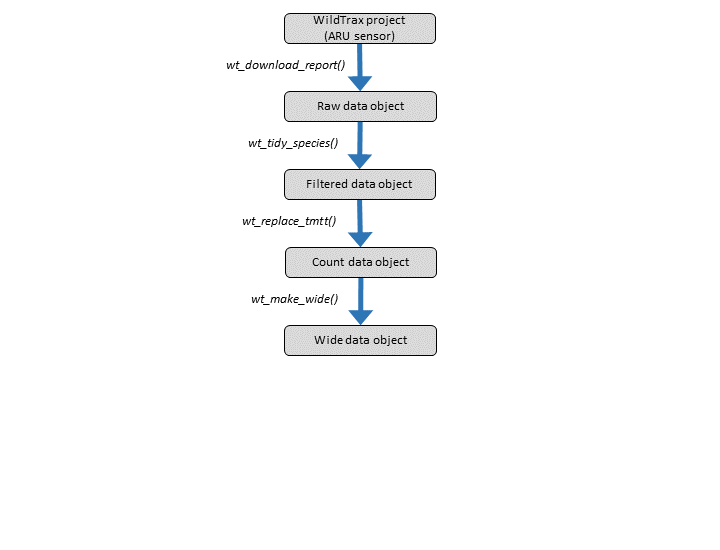 WildTrax project
(ARU sensor)
wt_download_report()
Raw data object
wt_tidy_species()
Filtered data object
wt_replace_tmtt()
Count data object
wt_make_wide()
Wide data object